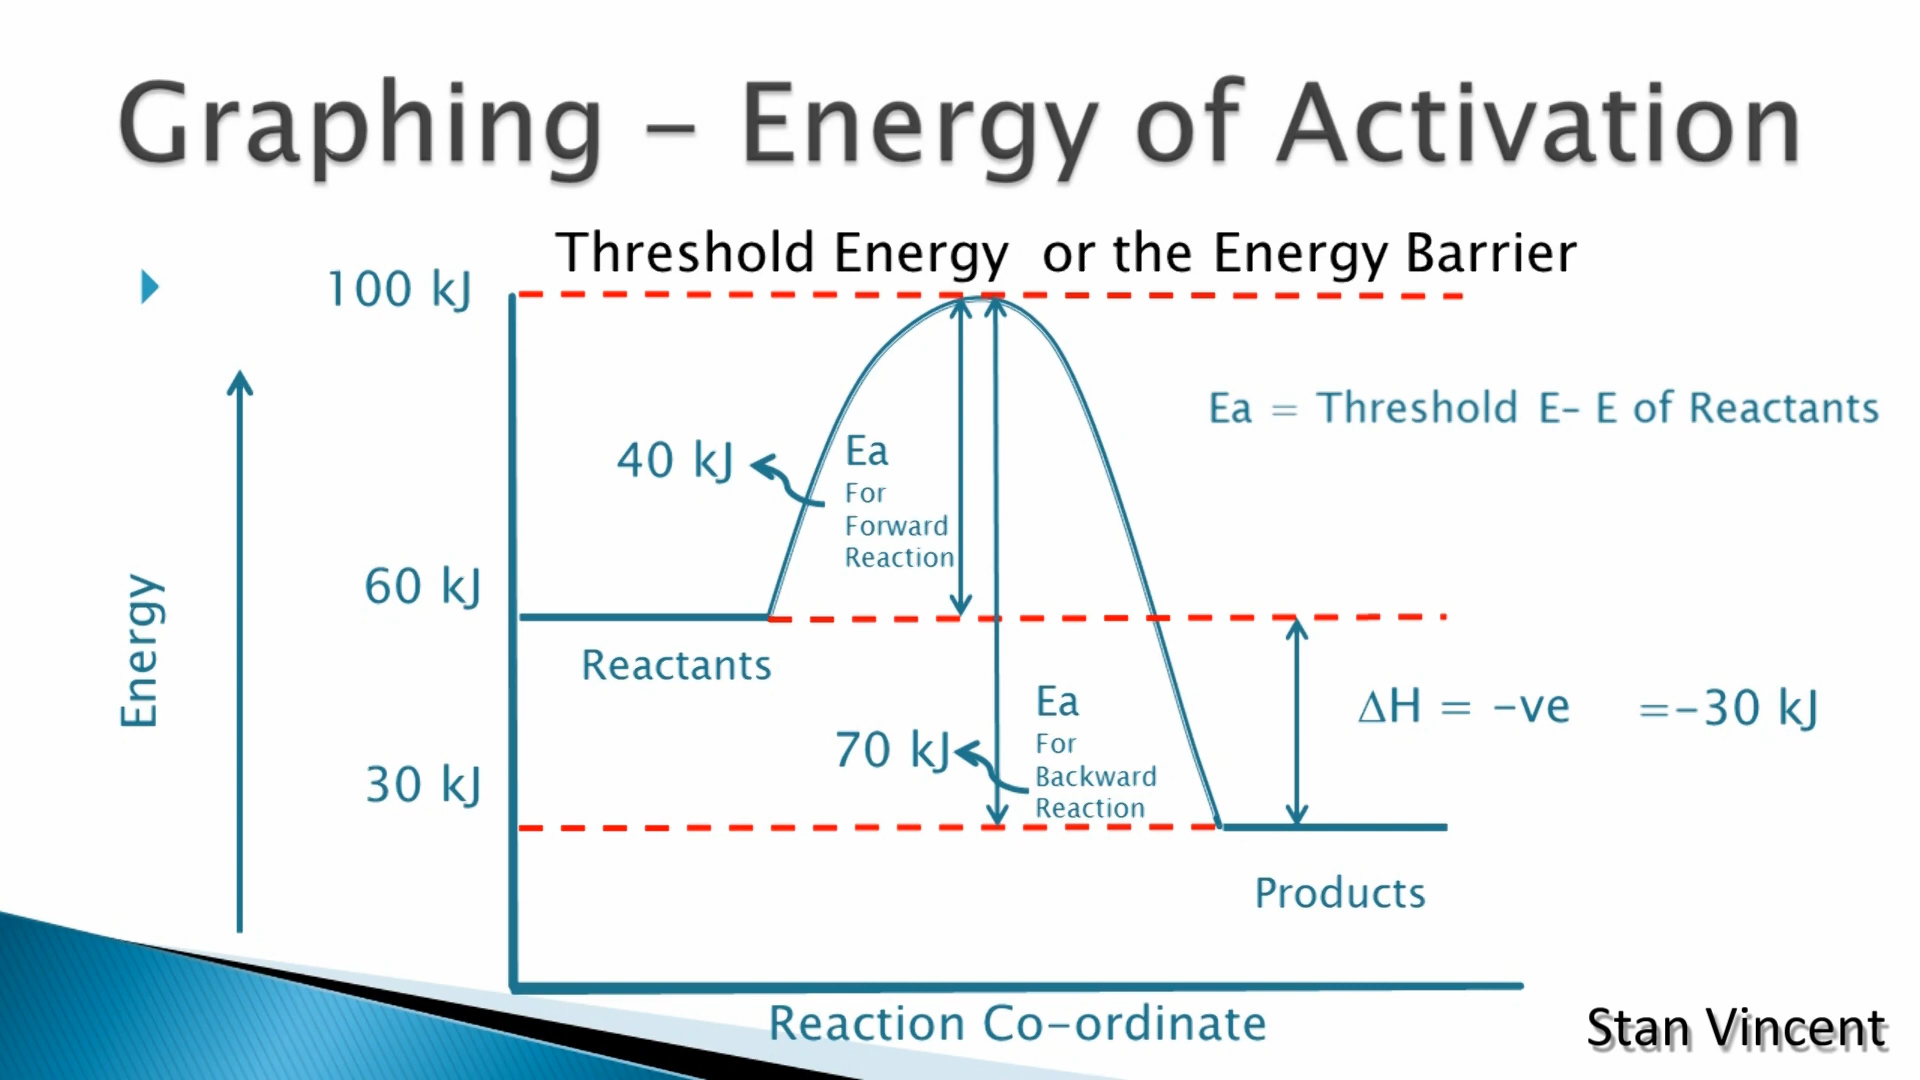 Graphing - Energy of Activation
Threshold Energy or the Energy Barrier
100 kJ
Ea = Threshold E- E of Reactants
40 kJ
Ea
For
Forward
Reaction
60 kJ
Energy
Reactants
Ea
For
Backward
Reaction
70 kJ
ΔH = -ve =-30 kJ
30 kJ
Products
Reaction Co-ordinate
Stan Vincent